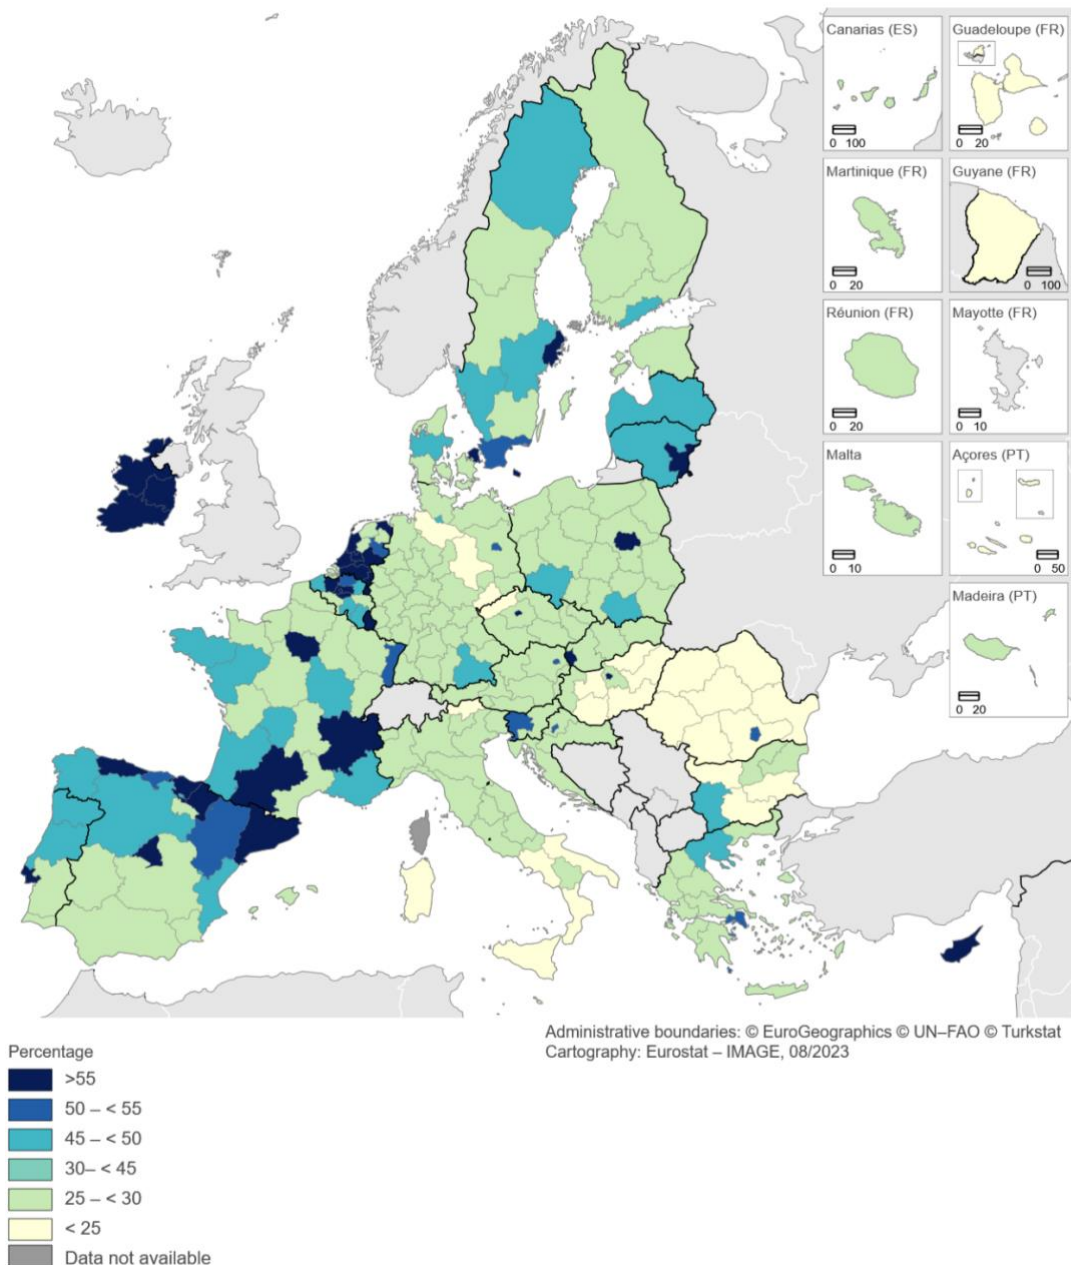 Canarias (ES)
0 100
Guadeloupe (FR)
0 20
Martinique (FR)
0 20
Guyane (FR)
0 100
Réunion (FR)
0 20
Mayotte (FR)
0 10
Malta
0 10
Açores (PT)
0 50
Madeira (PT)
0 20
Administrative boundaries: © EuroGeographics © UN–FAO © Turkstat
Cartography: Eurostat – IMAGE, 08/2023
Percentage
>55
50 – < 55
45 – < 50
30– < 45
25 – < 30
< 25
Data not available